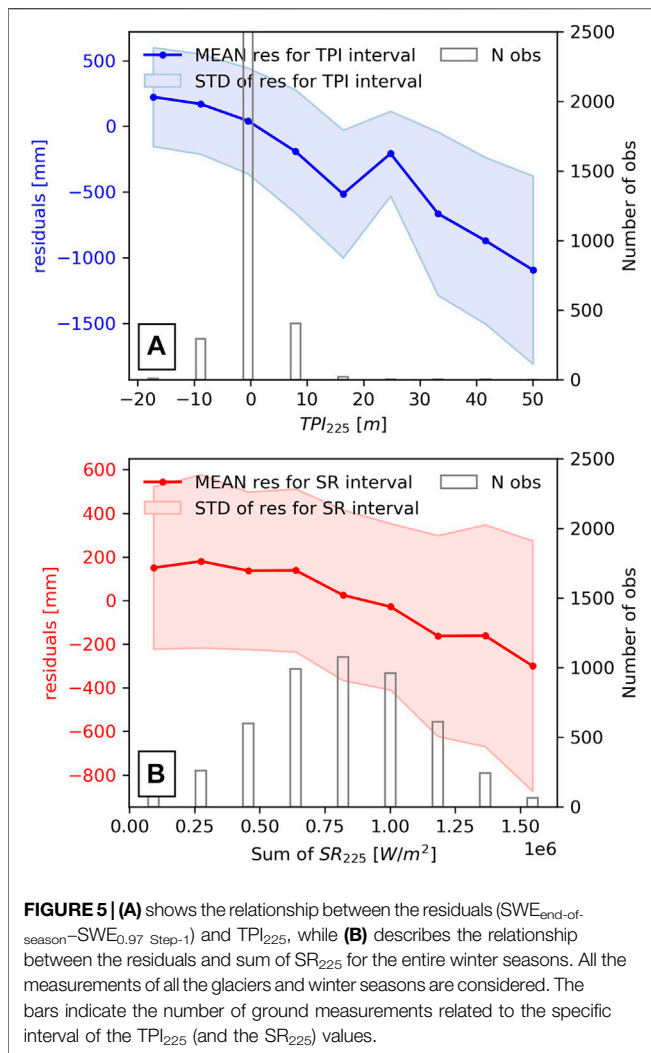 MEAN res for TPI interval
N obs
STD of res for TPI interval
residuals [mm]
500
0
−500
−1000
−1500
2500
2000
1500
1000
500
0
Number of obs
A
−20 −10 0 10 20 30 40 50
TPI225 [m]
MEAN res for SR interval
N obs
STD of res for SR interval
residuals [mm]
600
400
200
0
−200
−400
−600
−800
2500
2000
1500
1000
500
0
Number of obs
B
0.00 0.25 0.50 0.75 1.00 1.25 1.50
1e6
Sum of SR225 [W/m²]
FIGURE 5 | (A) shows the relationship between the residuals (SWEend-of-
season–SWE0.97 Step-1) and TPI225, while (B) describes the relationship
between the residuals and sum of SR225 for the entire winter seasons. All the
measurements of all the glaciers and winter seasons are considered. The
bars indicate the number of ground measurements related to the specific
interval of the TPI225 (and the SR225) values.